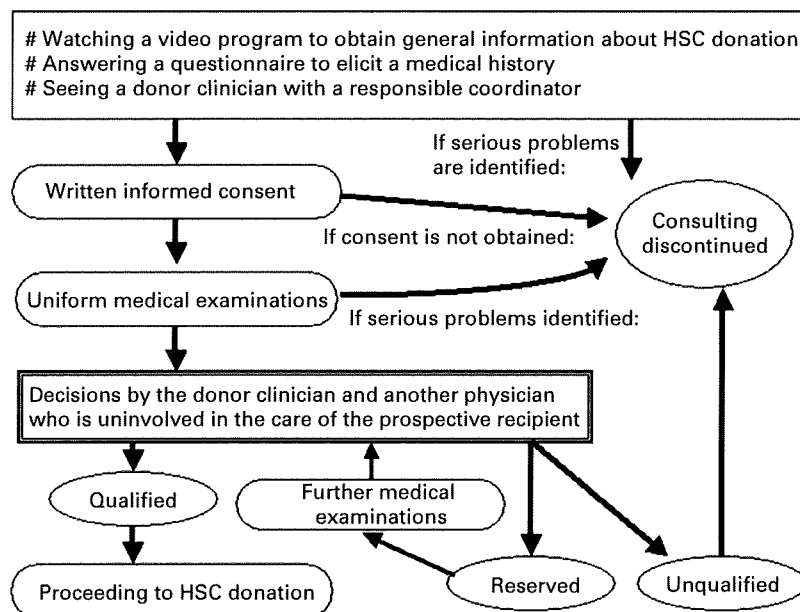 # Watching a video program to obtain general information about HSC donation
# Answering a questionnaire to elicit a medical history
# Seeing a donor clinician with a responsible coordinator
If serious problems
are identified:
Written informed consent
Consulting
discontinued
If consent is not obtained:
Uniform medical examinations
If serious problems identified:
Decisions by the donor clinician and another physician
who is uninvolved in the care of the prospective recipient
Qualified
Further medical
examinations
Proceeding to HSC donation
Reserved
Unqualified